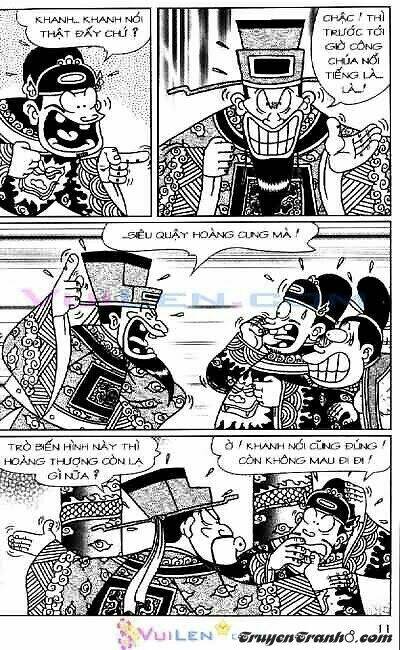 KHANH... KHANH NÓI
THẬT ĐẤY CHỨ ?
CHẬC ! THÌ
TRƯỚC TỚI
GIỜ CÔNG
CHÚA NỔI
TIẾNG LÀ...
LÀ...!
...SIÊU QUẬY HOÀNG CUNG MÀ !
VuiLen.com
TRÒ BIẾN HÌNH NÀY THÌ
HOÀNG THƯỢNG CÒN LẠ
GÌ NỮA ?
Ờ ! KHANH NÓI CŨNG ĐÚNG !
CÒN KHÔNG MAU ĐI ĐI !
11
VuiLen
TruyenTranh8.com